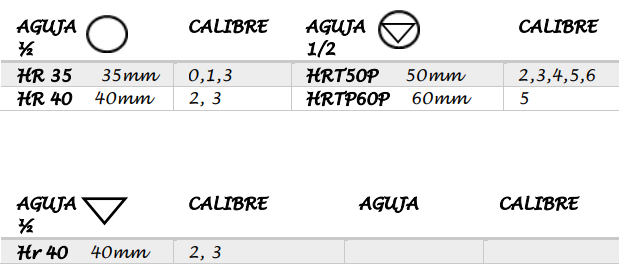 AGUJA CALIBRE AGUJA CALIBRE
½ 1/2
HR 35 35mm 0,1,3 HRT50P 50mm 2,3,4,5,6
HR 40 40mm 2, 3 HRTP60P 60mm 5
AGUJA CALIBRE AGUJA CALIBRE
½
Hr 40 40mm 2, 3